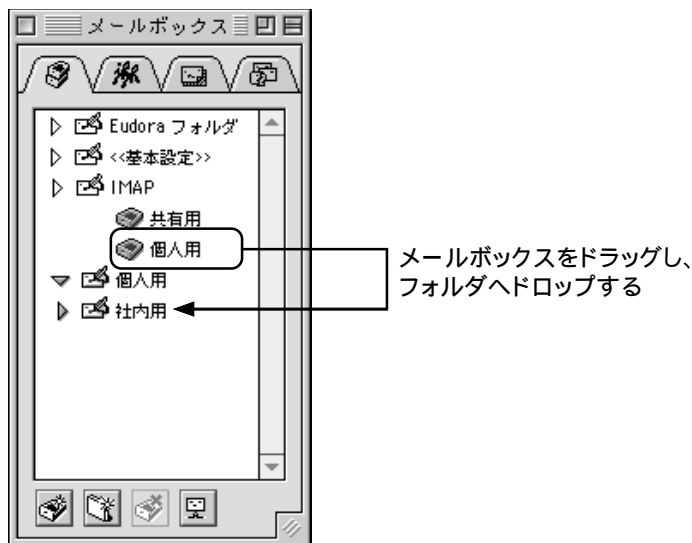 メールボックス
Eudora フォルダ
<<基本設定>>
IMAP
共有用
個人用
個人用
社内用
メールボックスをドラッグし、
フォルダへドロップする